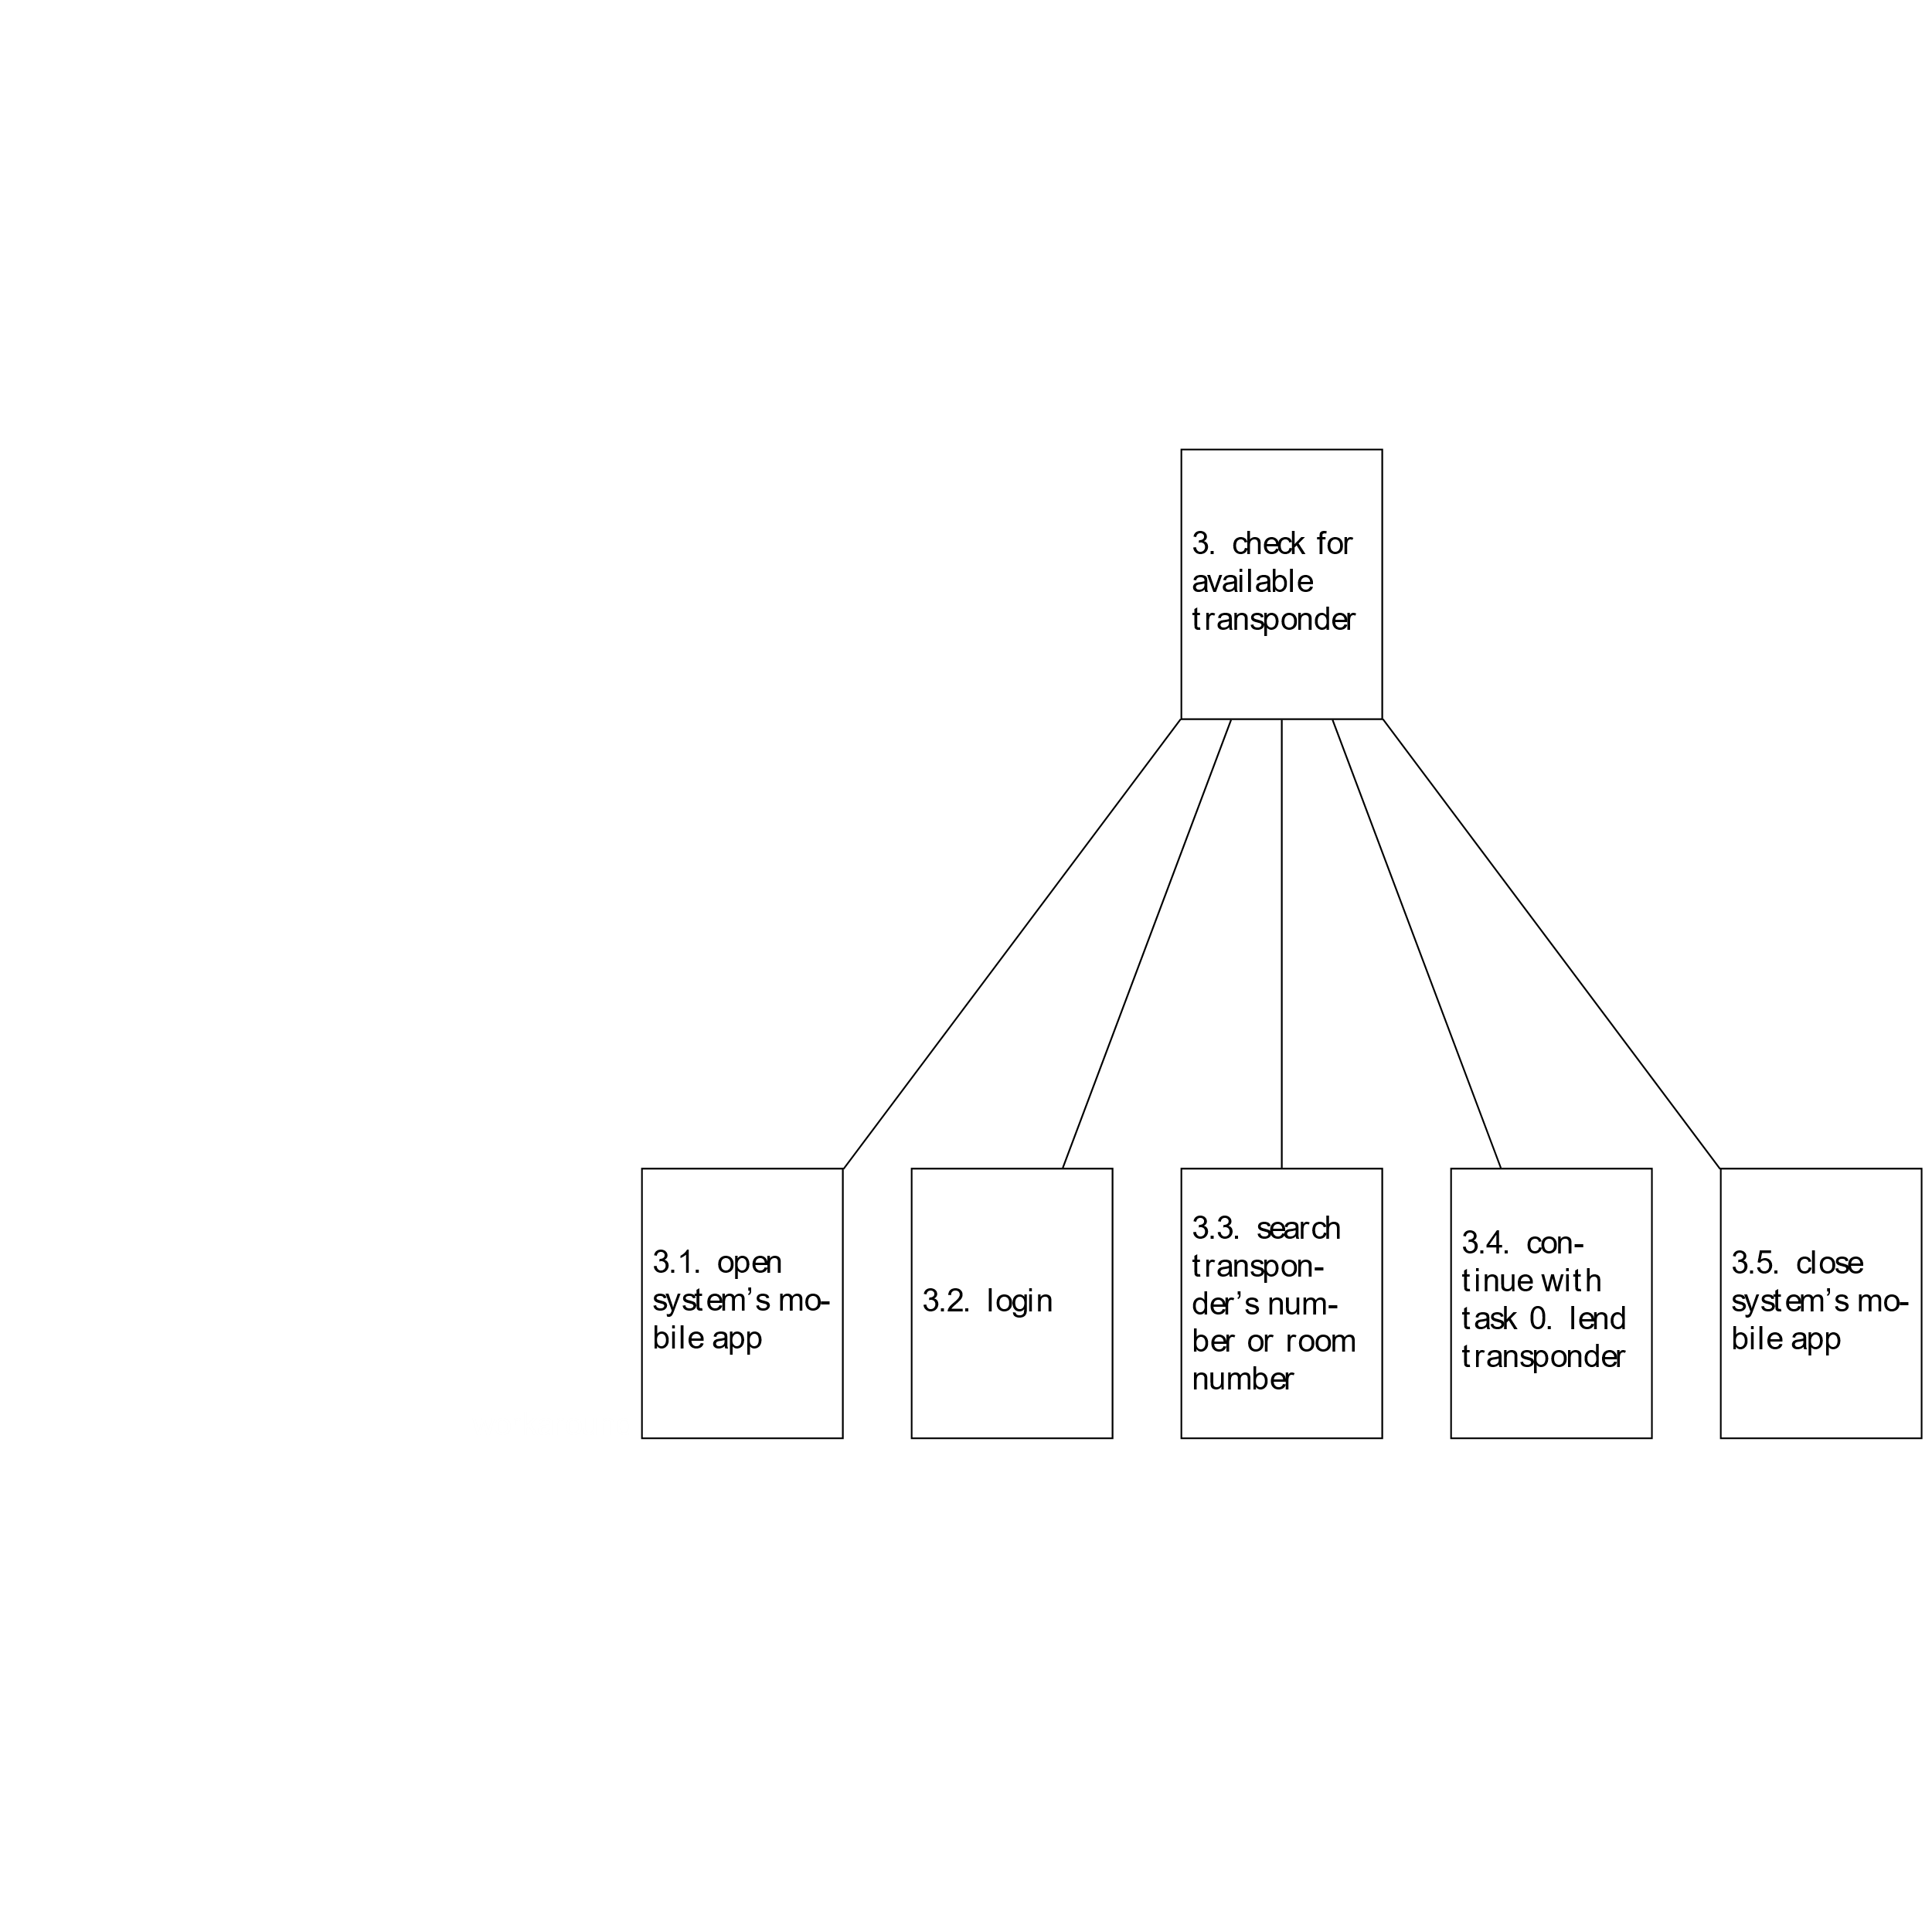 3. check for
available
transponder
3.1. open
system’s mo-
bile app
3.2. login
3.3. search
transpon-
der’s num-
ber or room
number
3.4. con-
tinue with
task 0. lend
transponder
3.5. close
system’s mo-
bile app